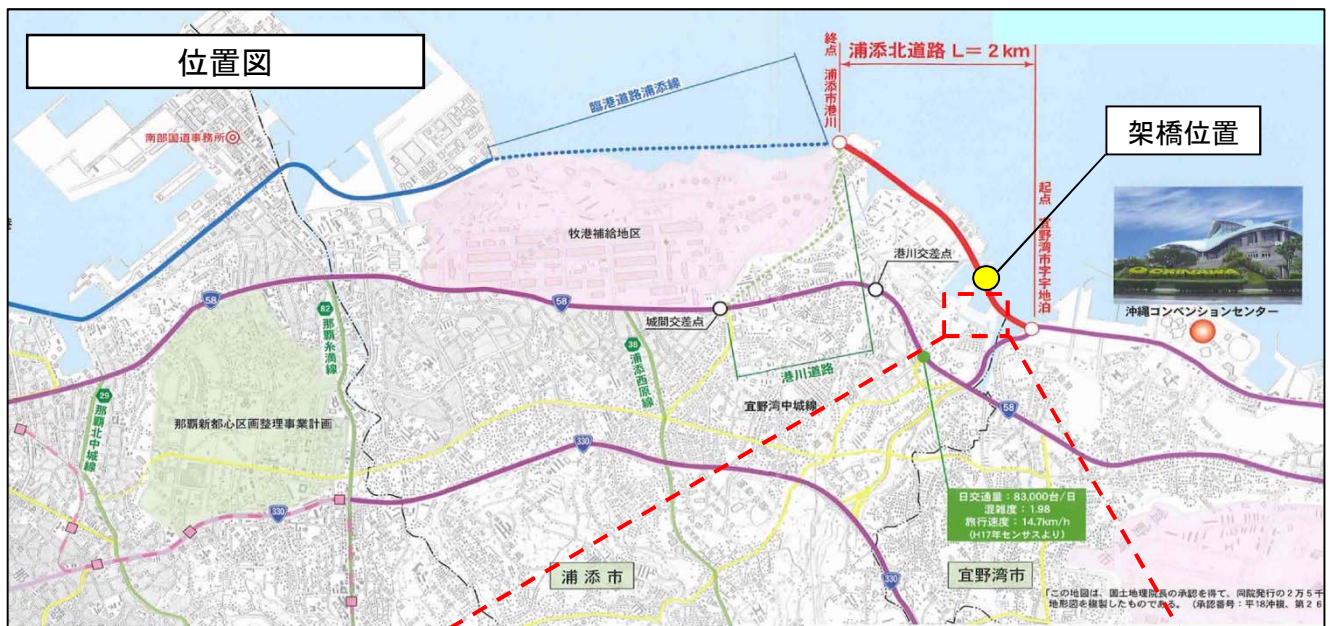 位置図
終点 浦添市港川
浦添北道路 L= 2 km
臨港道路浦添線
架橋位置
南部国道事務所
起点 宜野湾市字宇地泊
牧港補給地区
港川交差点
ORINAWA
沖縄コンベンションセンター
58
58
城間交差点
82
那覇糸満線
38
浦添西原線
港川道路
58
29
那覇北中城線
那覇新都心区画整理事業計画
宜野湾中城線
330
330
日交通量:83,000台/日
混雑度:1.98
旅行速度:14.7km/h
(H17年センサスより)
浦添市
330
宜野湾市
宜野湾市
「この地図は、国土地理院長の承認を得て、同院発行の2万5千
地形図を複製したものである。(承認番号:平18沖複、第26